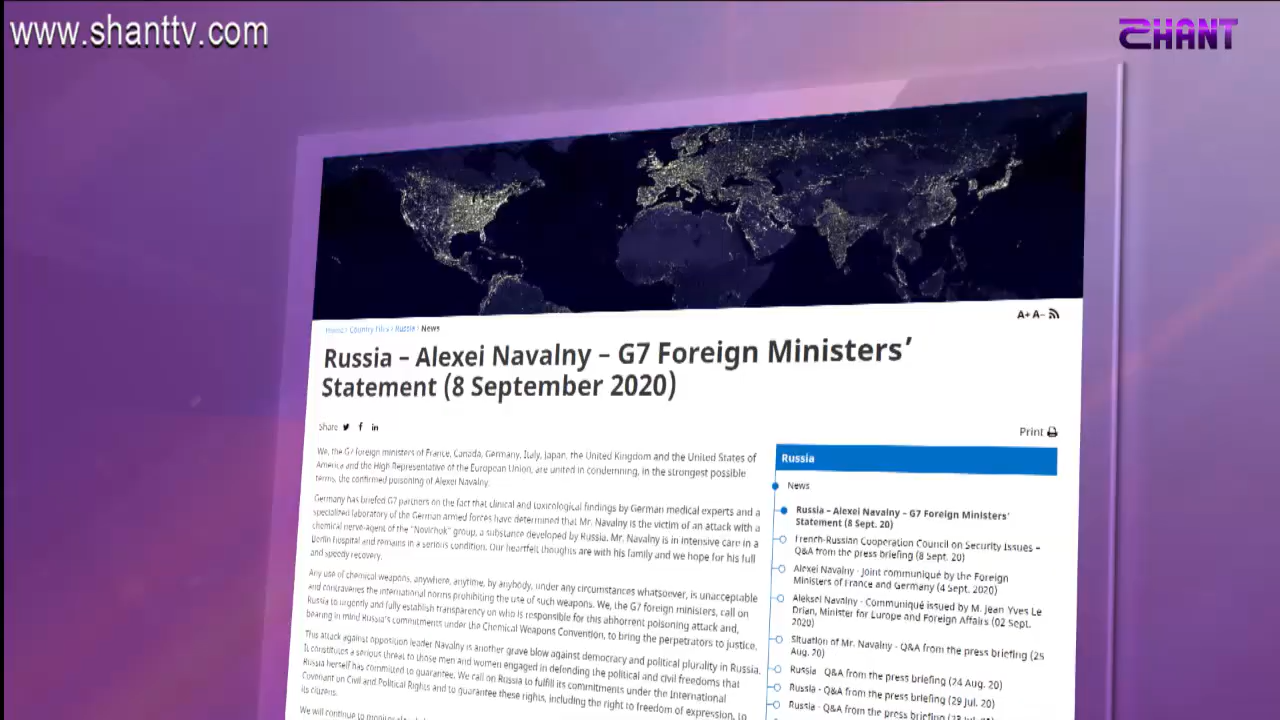 www.shanttv.com
SHANT
Home > Country Files > Russia > News
A+ A-
Russia – Alexei Navalny – G7 Foreign Ministers’
Statement (8 September 2020)
Share
Print
We, the G7 foreign ministers of France, Canada, Germany, Italy, Japan, the United Kingdom and the United States of
America and the High Representative of the European Union, are united in condemning, in the strongest possible
terms, the confirmed poisoning of Alexei Navalny.
Germany has briefed G7 partners on the fact that clinical and toxicological findings by German medical experts and a
specialized laboratory of the German armed forces have determined that Mr. Navalny is the victim of an attack with a
chemical nerve-agent of the “Novichok” group, a substance developed by Russia. Mr. Navalny is in intensive care in a
Berlin hospital and remains in a serious condition. Our heartfelt thoughts are with his family and we hope for his full
and speedy recovery.
Any use of chemical weapons, anywhere, anytime, by anybody, under any circumstances whatsoever, is unacceptable
and contravenes the international norms prohibiting the use of such weapons. We, the G7 foreign ministers, call on
Russia to urgently and fully establish transparency on who is responsible for this abhorrent poisoning attack and,
bearing in mind Russia’s commitments under the Chemical Weapons Convention, to bring the perpetrators to justice.
This attack against opposition leader Navalny is another grave blow against democracy and political plurality in Russia.
It constitutes a serious threat to those men and women engaged in defending the political and civil freedoms that
Russia herself has committed to guarantee. We call on Russia to fulfill its commitments under the International
Covenant on Civil and Political Rights and to guarantee these rights, including the right to freedom of expression, to
its citizens.
We will continue to monitor
Russia
News
Russia – Alexei Navalny – G7 Foreign Ministers’
Statement (8 Sept. 20)
French-Russian Cooperation Council on Security Issues –
Q&A from the press briefing (8 Sept. 20)
Alexei Navalny - Joint communiqué by the Foreign
Ministers of France and Germany (4 Sept. 2020)
Aleksei Navalny - Communiqué issued by M. Jean Yves Le
Drian, Minister for Europe and Foreign Affairs (02 Sept.
2020)
Situation of Mr. Navalny - Q&A from the press briefing (25
Aug. 20)
Russia - Q&A from the press briefing (24 Aug. 20)
Russia - Q&A from the press briefing (29 Jul. 20)
Russia - Q&A from the press briefing